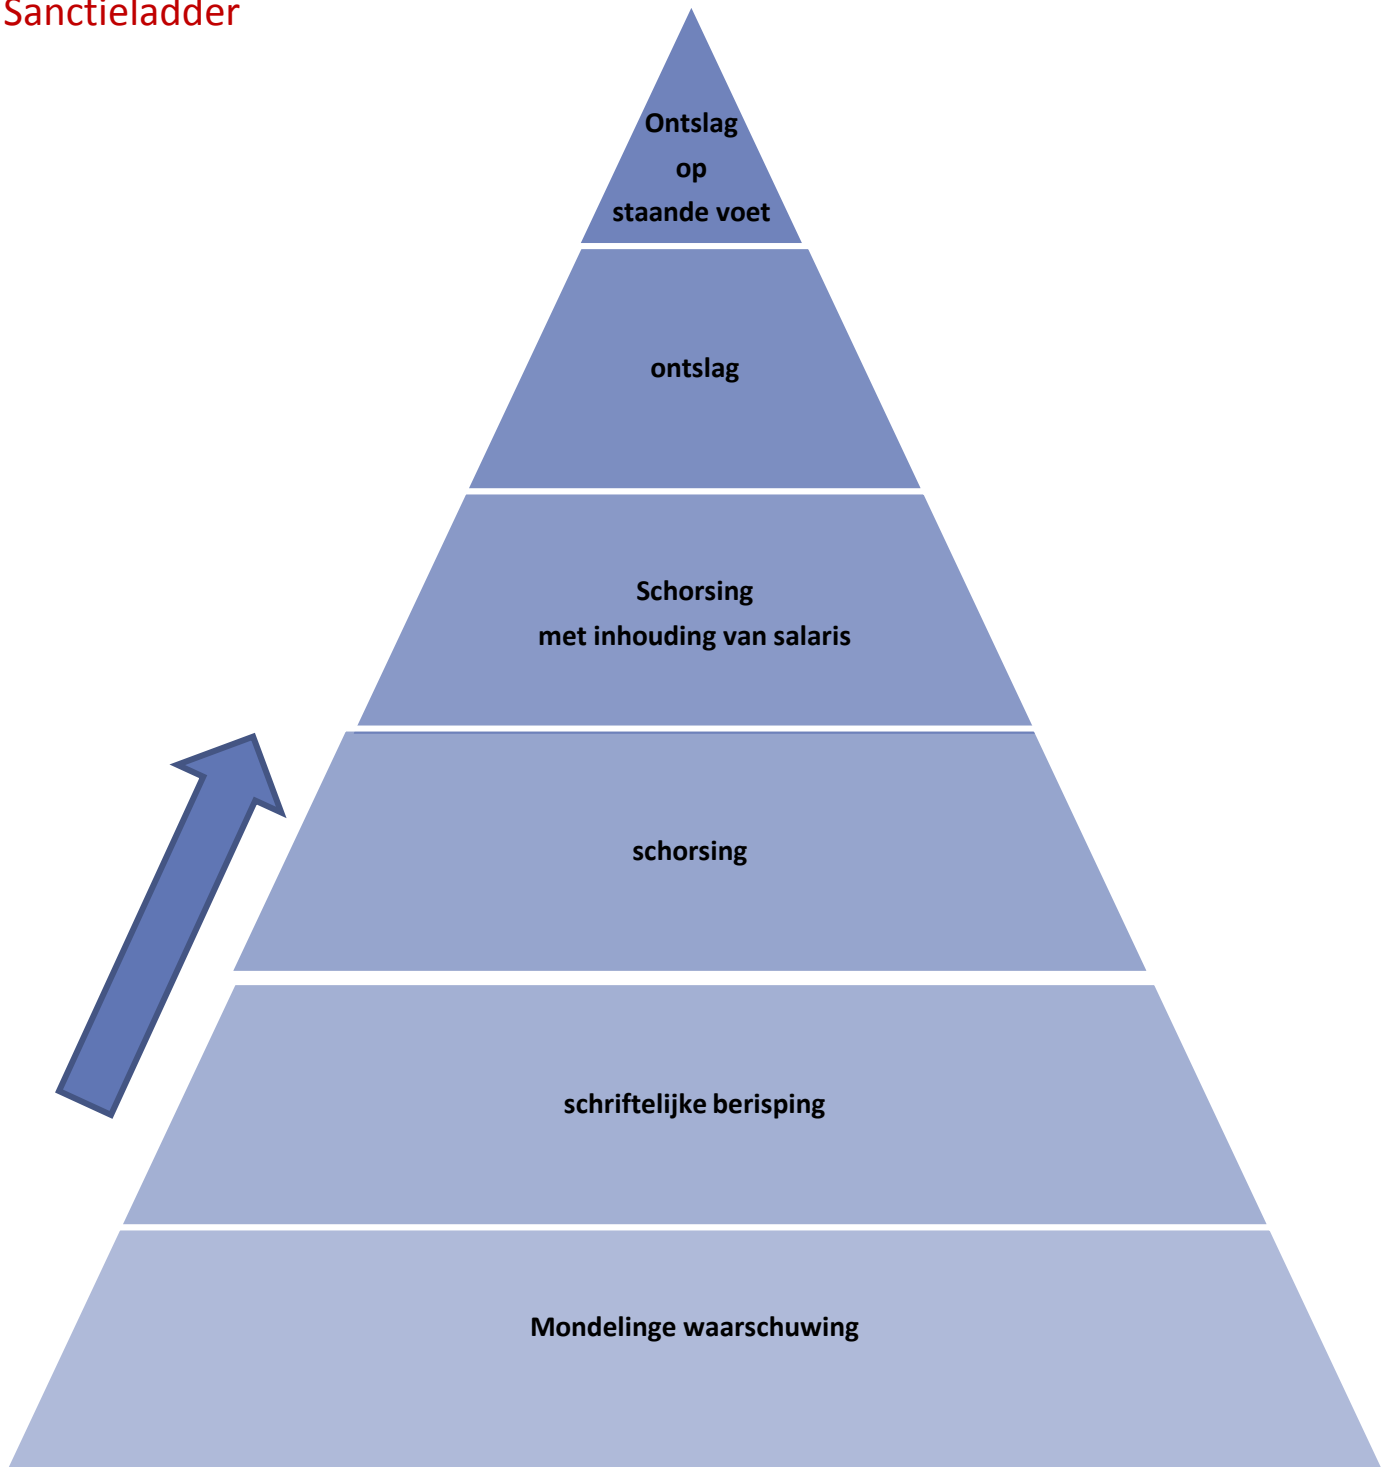 Sanctieladder
Ontslag
op
staande voet
ontslag
Schorsing
met inhouding van salaris
schorsing
schriftelijke berisping
Mondelinge waarschuwing